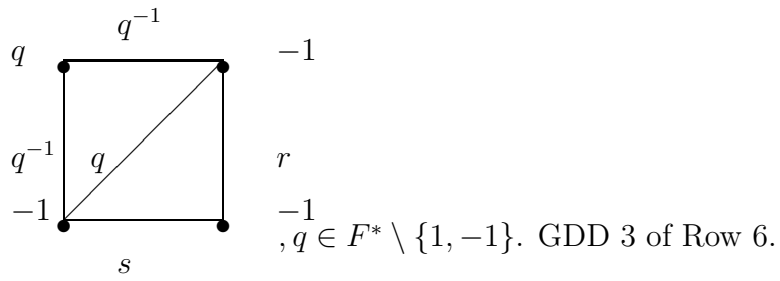 q^{-1}
q −1
q^{-1} q r
−1 −1
, q ∈ F* \ {1, −1}. GDD 3 of Row 6.
s